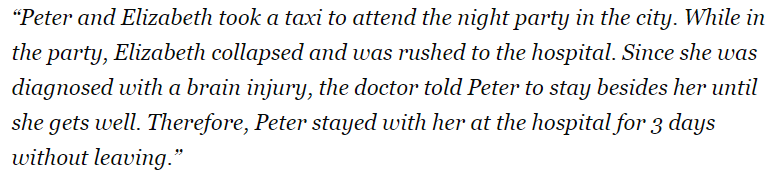 “Peter and Elizabeth took a taxi to attend the night party in the city. While in
the party, Elizabeth collapsed and was rushed to the hospital. Since she was
diagnosed with a brain injury, the doctor told Peter to stay besides her until
she gets well. Therefore, Peter stayed with her at the hospital for 3 days
without leaving.”